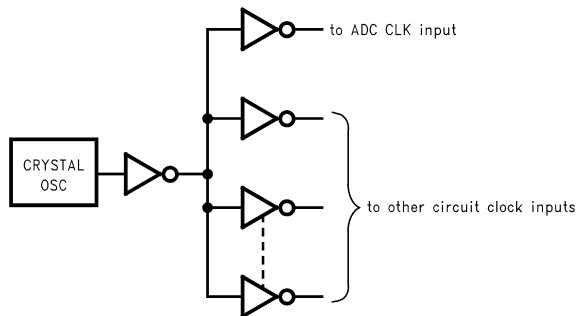 to ADC CLK input
CRYSTAL
OSC
to other circuit clock inputs